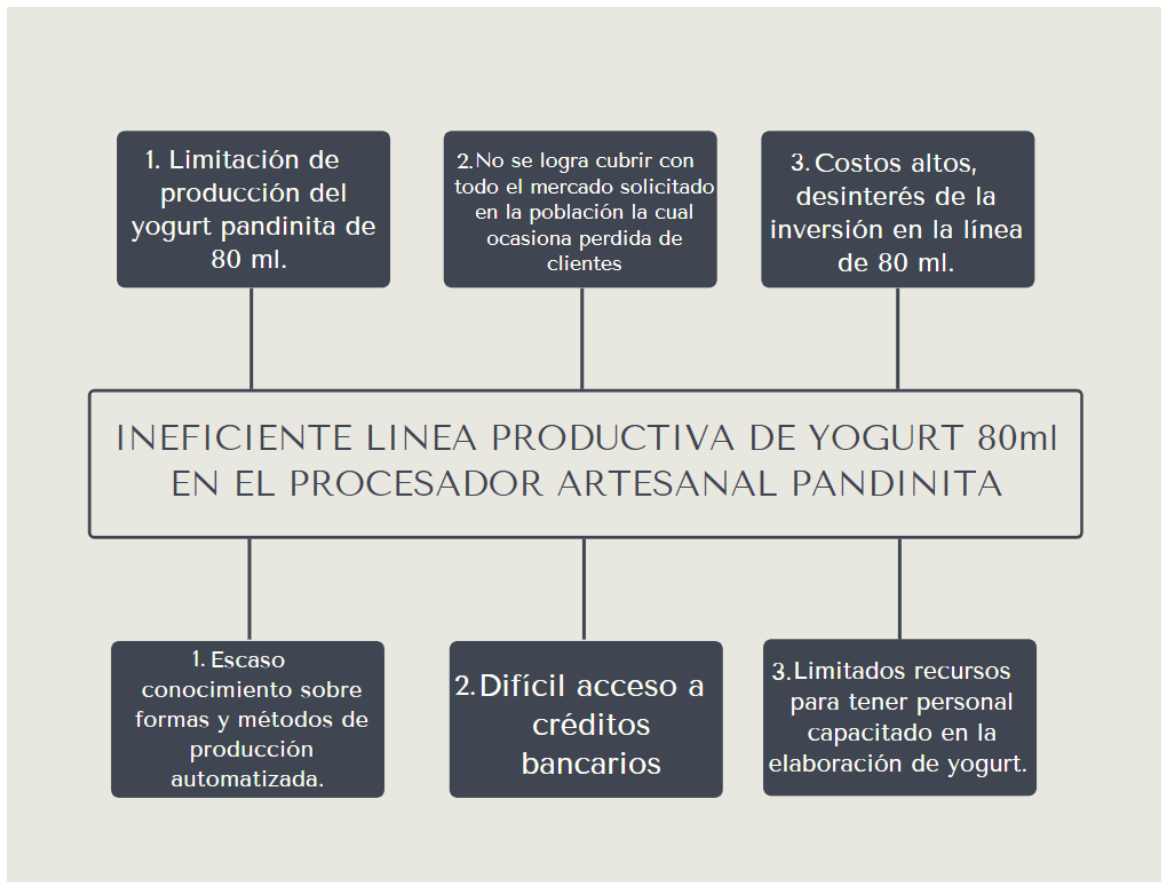 1. Limitación de
producción del
yogurt pandinita de
80 ml.
2. No se logra cubrir con
todo el mercado solicitado
en la población la cual
ocasiona perdida de
clientes
3. Costos altos,
desinterés de la
inversión en la línea
de 80 ml.
INEFICIENTE LINEA PRODUCTIVA DE YOGURT 80ml
EN EL PROCESADOR ARTESANAL PANDINITA
1. Escaso
conocimiento sobre
formas y métodos de
producción
automatizada.
2. Difícil acceso a
créditos
bancarios
3. Limitados recursos
para tener personal
capacitado en la
elaboración de yogurt.